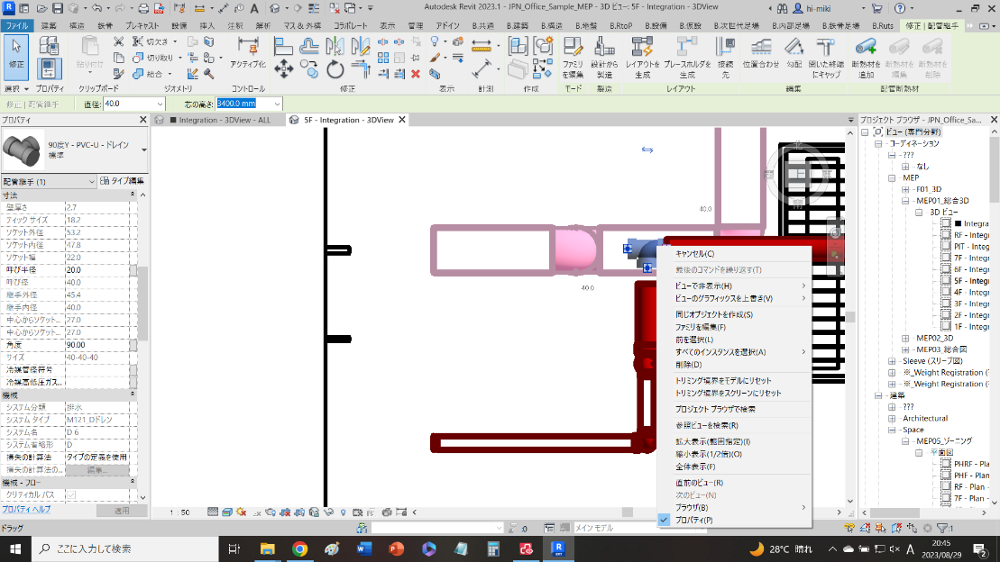 Autodesk Revit 2023.1 - JPN_Office_Sample_MEP - 3D ビュー: 5F - Integration - 3DView
hi-miki
ファイル 建築 構造 鉄骨 プレキャスト 設備 挿入 注釈 解析 マス & 外構 コラボレート 表示 管理 アドイン B.共通 B.建築 B.構造 B.地盤 B.RtoP B.設備 B.仮設 B.次世代足場 B.内部足場 B.鉄骨足場 B.Ruts 修正 | 配管継手
修正
貼り付け
切欠き
切り取り
結合
アクティブ化
ファミリを編集
設計から製造
レイアウトを生成
プレースホルダを生成
接続先
位置合わせ
勾配
開いた終端にキャップ
断熱材を追加
断熱材を編集
断熱材を削除
選択 プロパティ クリップボード ジオメトリ コントロール 修正 表示 計測 作成 モード 製造 レイアウト 編集 配管断熱材
修正 | 配管継手 直径: 40.0 芯の高さ: 3400.0 mm
プロパティ
Integration - 3DView - ALL
5F - Integration - 3DView
プロジェクト ブラウザ - JPN_Office_Sa...
90度Y - PVC-U - ドレイン
標準
配管継手 (1) タイプ編集
寸法
壁厚さ 2.7
ティック サイズ 18.2
ソケット外径 53.2
ソケット内径 47.8
ソケット幅 22.0
呼び半径 20.0
呼び径 40.0
継手外径 45.4
継手内径 40.0
中心からソケット... 27.0
中心からソケット... 27.0
角度 90.00
サイズ 40-40-40
冷媒管径符号
冷媒高低圧ガス...
機械
システム分類 排水
システム タイプ M121_Dドレン
システム名 D 6
システム省略形 D
損失の計算法 タイプの定義を使用
損失の計算法の... 編集...
機械 - フロー
クリティカル パス
プロパティ ヘルプ 適用
40.0
40.0
北
南
キャンセル(C)
最後のコマンドを繰り返す(T)
ビューで非表示(H)
ビューのグラフィックスを上書き(V)
同じオブジェクトを作成(S)
ファミリを編集(F)
前を選択(L)
すべてのインスタンスを選択(A)
削除(D)
トリミング境界をモデルにリセット
トリミング境界をスクリーンにリセット
プロジェクト ブラウザで検索
参照ビューを検索(R)
拡大表示(範囲指定)(I)
縮小表示(1/2倍)(O)
全体表示(F)
直前のビュー(R)
次のビュー(N)
ブラウザ(B)
プロパティ(P)
ビュー (専門分野)
コーディネーション
???
なし
MEP
F01_3D
MEP01_総合3D
3D ビュー
Integra
RF - Integr
PIT - Integ
7F - Integr
6F - Integr
5F - Integr
4F - Integr
3F - Integr
2F - Integr
1F - Integr
MEP02_3D
MEP03_総合図
Sleeve (スリーブ図)
※_Weight Registration (
※_Weight Registration (
建築
???
Architectural
Space
MEP05_ゾーニング
平面図
PHRF - Plan
PHF - Plan
RF - Plan
7F - Plan
1 : 50
ドラッグ
:0
メイン モデル
:1
ここに入力して検索
28°C 晴れ
A
20:45
2023/08/29
2